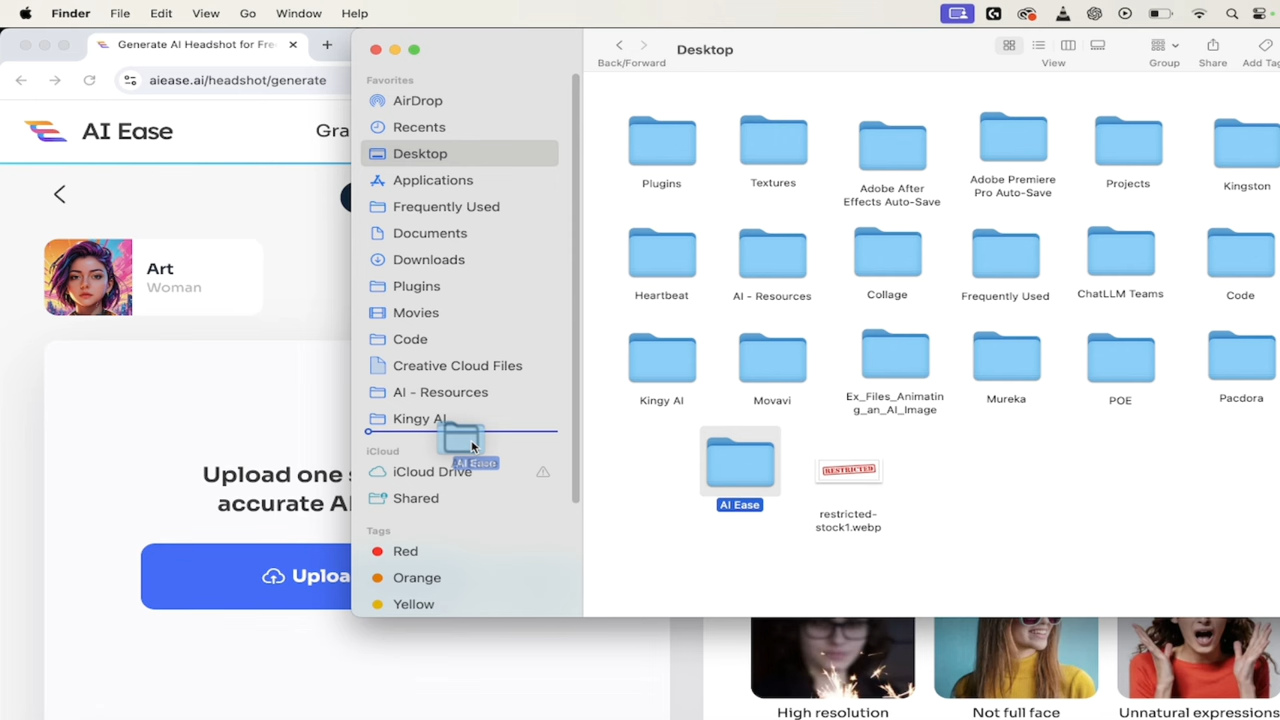 Finder File Edit View Go Window Help
Generate AI Headshot for Fre
aiease.ai/headshot/generate
AI Ease
Gra
Art
Woman
Upload one s
accurate AI
Uploa
Favorites
AirDrop
Recents
Desktop
Applications
Frequently Used
Documents
Downloads
Plugins
Movies
Code
Creative Cloud Files
AI - Resources
Kingy AI
AI Ease
iCloud
iCloud Drive
Shared
Tags
Red
Orange
Yellow
Desktop
Back/Forward View Group Share Add Tag
Plugins Textures Adobe After
Effects Auto-Save Adobe Premiere
Pro Auto-Save Projects Kingston
Heartbeat AI - Resources Collage Frequently Used ChatLLM Teams Code
Kingy AI Movavi Ex_Files_Animatin
g_an_AI_Image Mureka POE Pacdora
AI Ease
RESTRICTED
restricted-
stock1.webp
High resolution Not full face Unnatural expressions